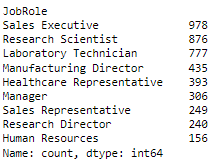 JobRole
Sales Executive 978
Research Scientist 876
Laboratory Technician 777
Manufacturing Director 435
Healthcare Representative 393
Manager 306
Sales Representative 249
Research Director 240
Human Resources 156
Name: count, dtype: int64